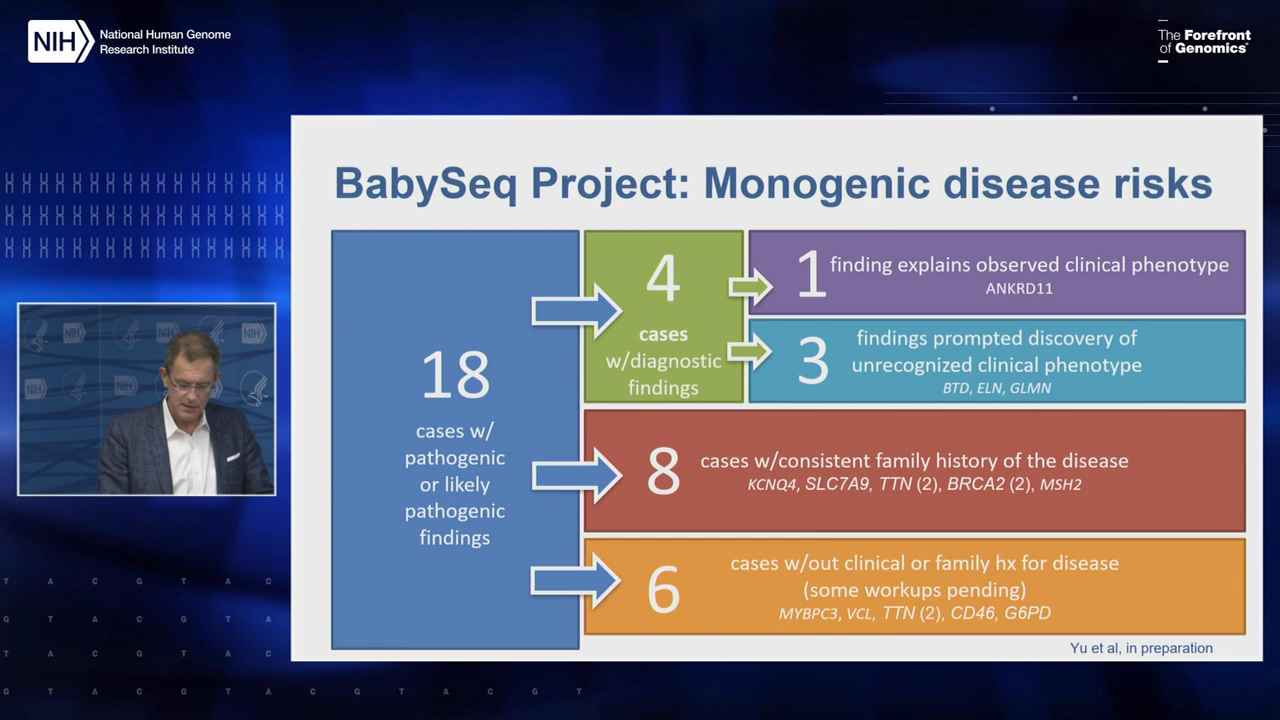 NIH
National Human Genome
Research Institute
The Forefront
of Genomics®
BabySeq Project: Monogenic disease risks
18
cases w/
pathogenic
or likely
pathogenic
findings
4
cases
w/diagnostic
findings
1
finding explains observed clinical phenotype
ANKRD11
3
findings prompted discovery of
unrecognized clinical phenotype
BTD, ELN, GLMN
8
cases w/consistent family history of the disease
KCNQ4, SLC7A9, TTN (2), BRCA2 (2), MSH2
6
cases w/out clinical or family hx for disease
(some workups pending)
MYBPC3, VCL, TTN (2), CD46, G6PD
Yu et al, in preparation
NIH
NIH
NIH
T A C G T A C
G T A C G T A
T A C G T A C
G T A C G T A C G T A C G T